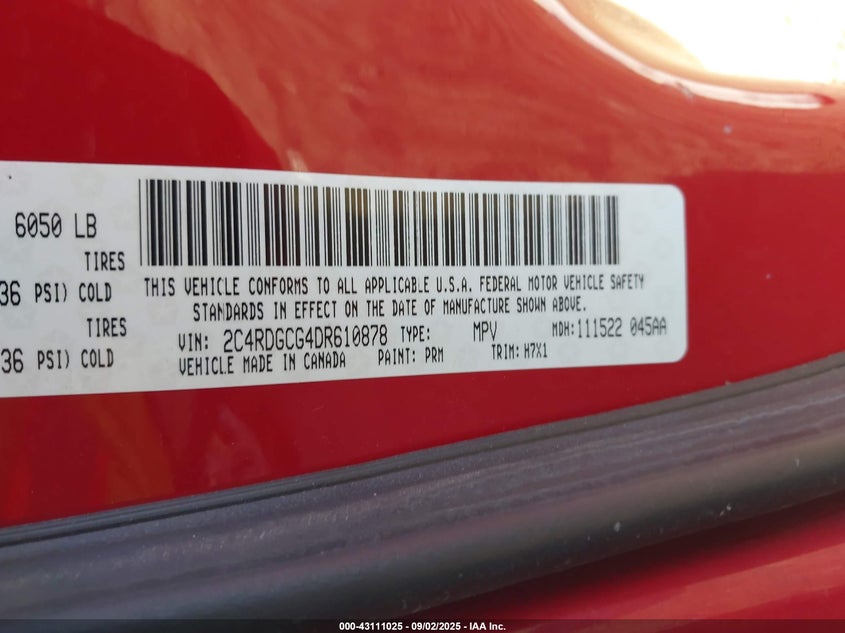 6050 LB
TIRES
36 PSI) COLD
TIRES
36 PSI) COLD
THIS VEHICLE CONFORMS TO ALL APPLICABLE U.S.A. FEDERAL MOTOR VEHICLE SAFETY
STANDARDS IN EFFECT ON THE DATE OF MANUFACTURE SHOWN ABOVE.
VIN: 2C4RDGCG4DR610878 TYPE: MPV MDH:111522 045AA
VEHICLE MADE IN CANADA PAINT: PRM TRIM: H7X1
000-43111025 - 09/02/2025 - IAA Inc.